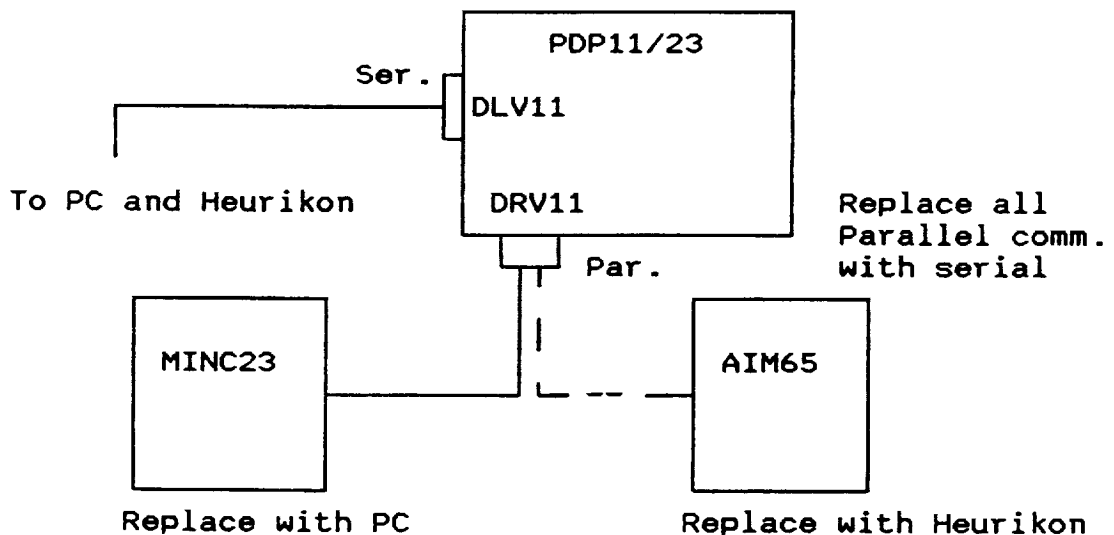 PDP11/23
Ser.
DLV11
To PC and Heurikon
DRV11
Replace all
Parallel comm.
with serial
Par.
MINC23
AIM65
Replace with PC
Replace with Heurikon